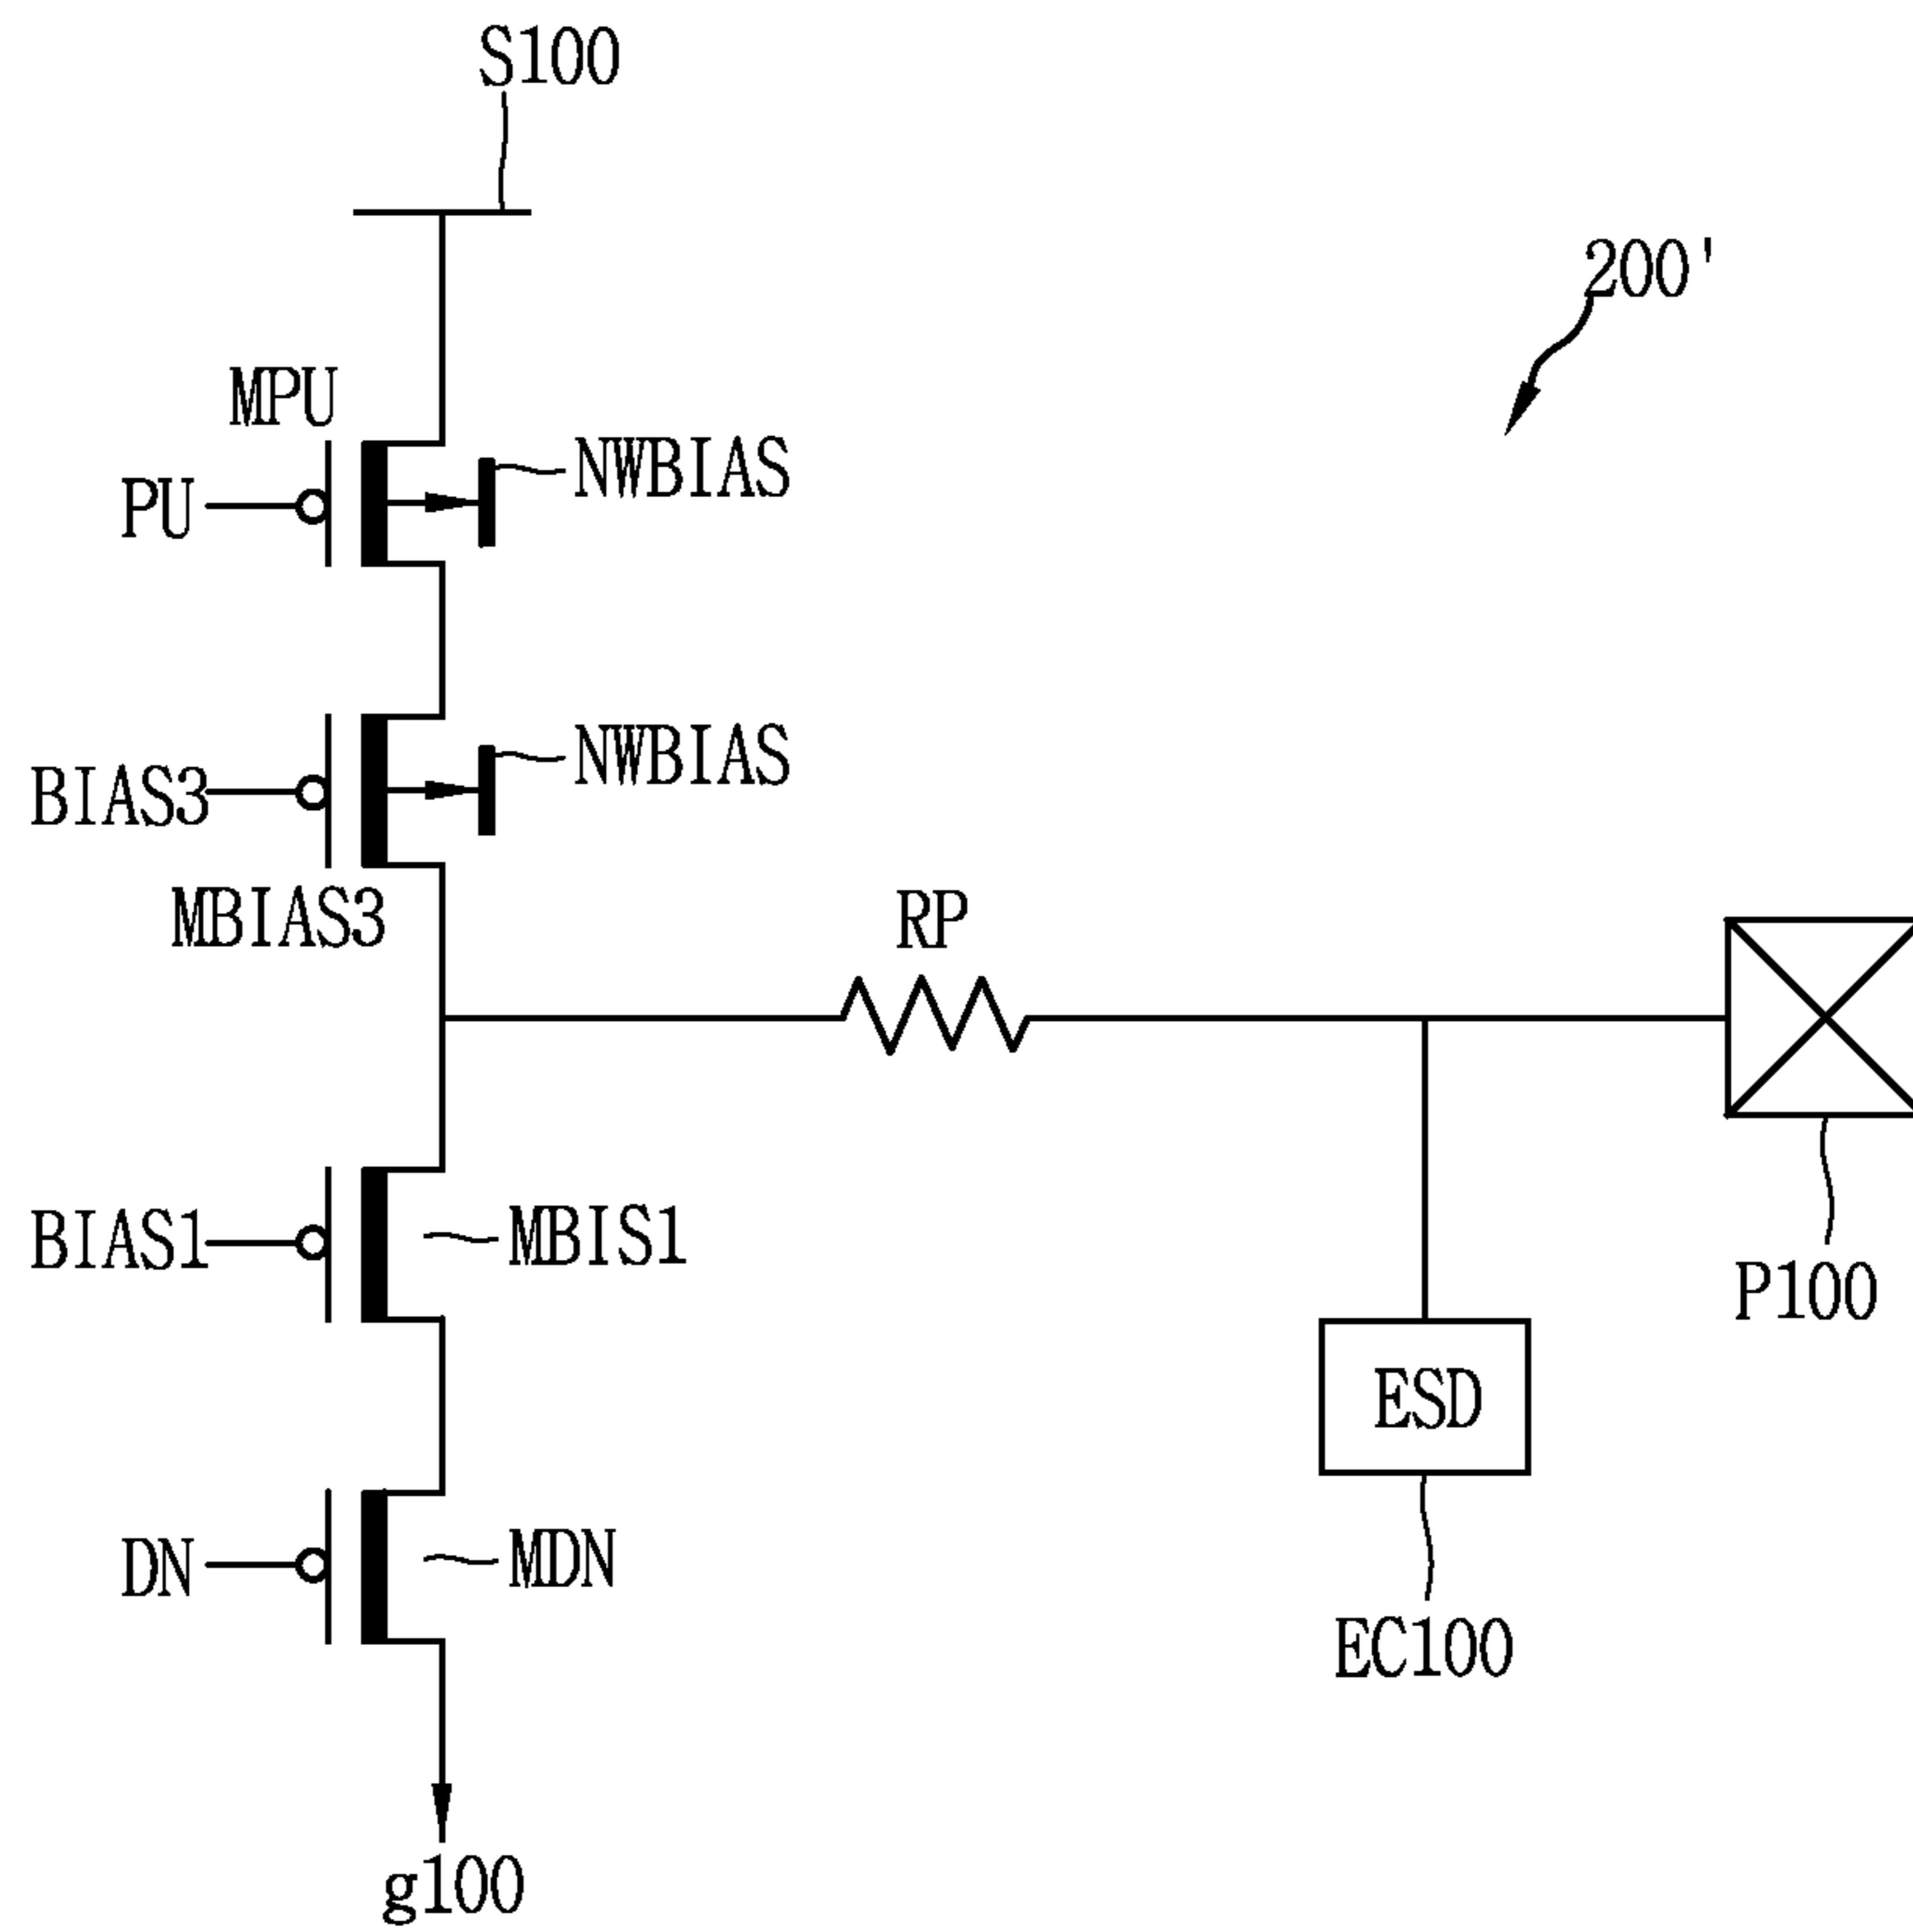 S100
200'
MPU
NWBIAS
PU
NWBIAS
BIAS3
MBIAS3
RP
BIAS1
MBIS1
P100
ESD
DN
MDN
EC100
g100